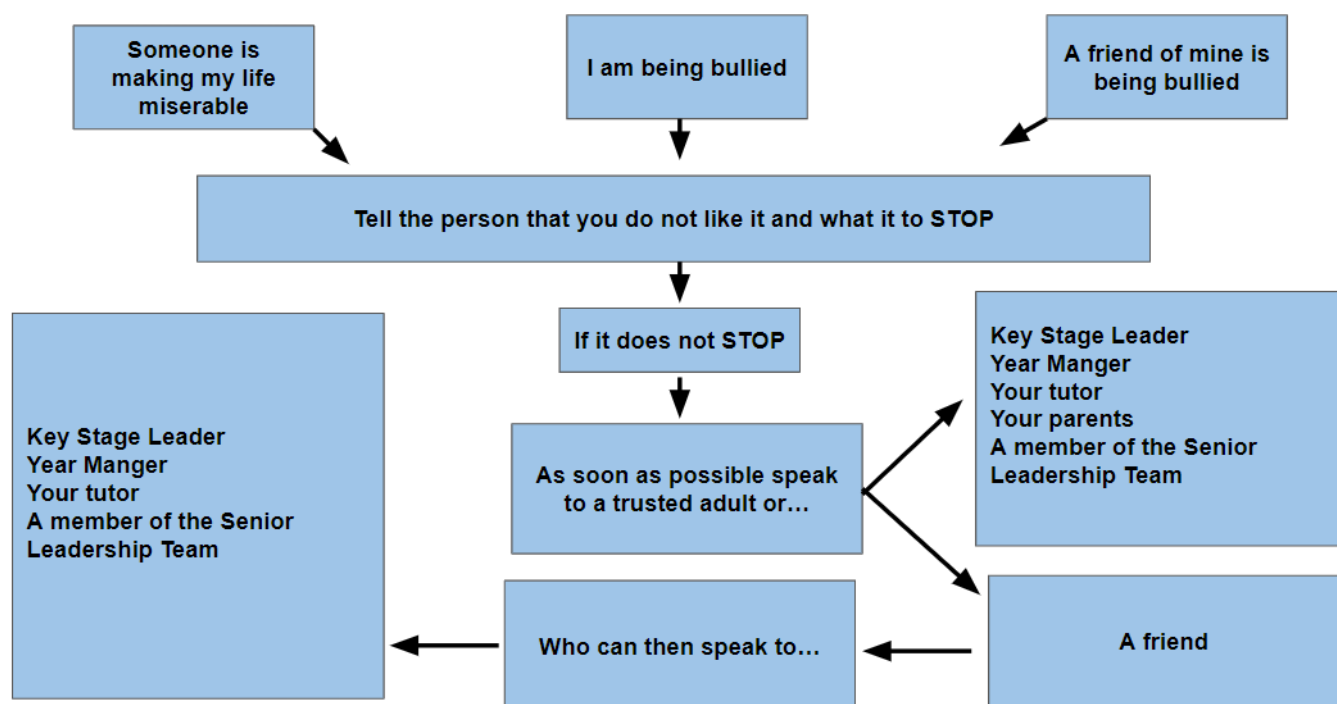 Someone is
making my life
miserable
I am being bullied
A friend of mine is
being bullied
Tell the person that you do not like it and what it to STOP
If it does not STOP
As soon as possible speak
to a trusted adult or…
Key Stage Leader
Year Manger
Your tutor
Your parents
A member of the Senior
Leadership Team
A friend
Who can then speak to…
Key Stage Leader
Year Manger
Your tutor
A member of the Senior
Leadership Team